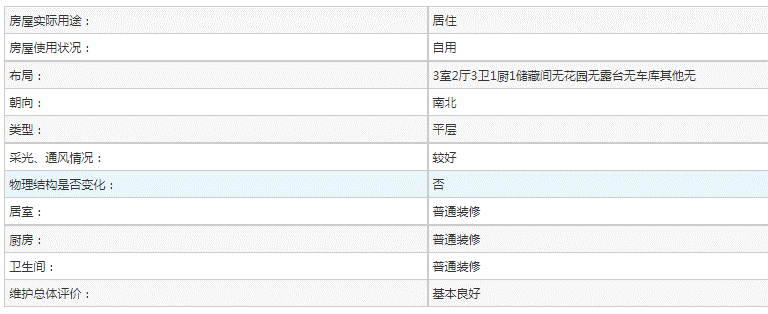 房屋实际用途： 居住
房屋使用状况： 自用
布局： 3室2厅3卫1厨1储藏间无花园无露台无车库其他无
朝向： 南北
类型： 平层
采光、通风情况： 较好
物理结构是否变化： 否
居室： 普通装修
厨房： 普通装修
卫生间： 普通装修
维护总体评价： 基本良好